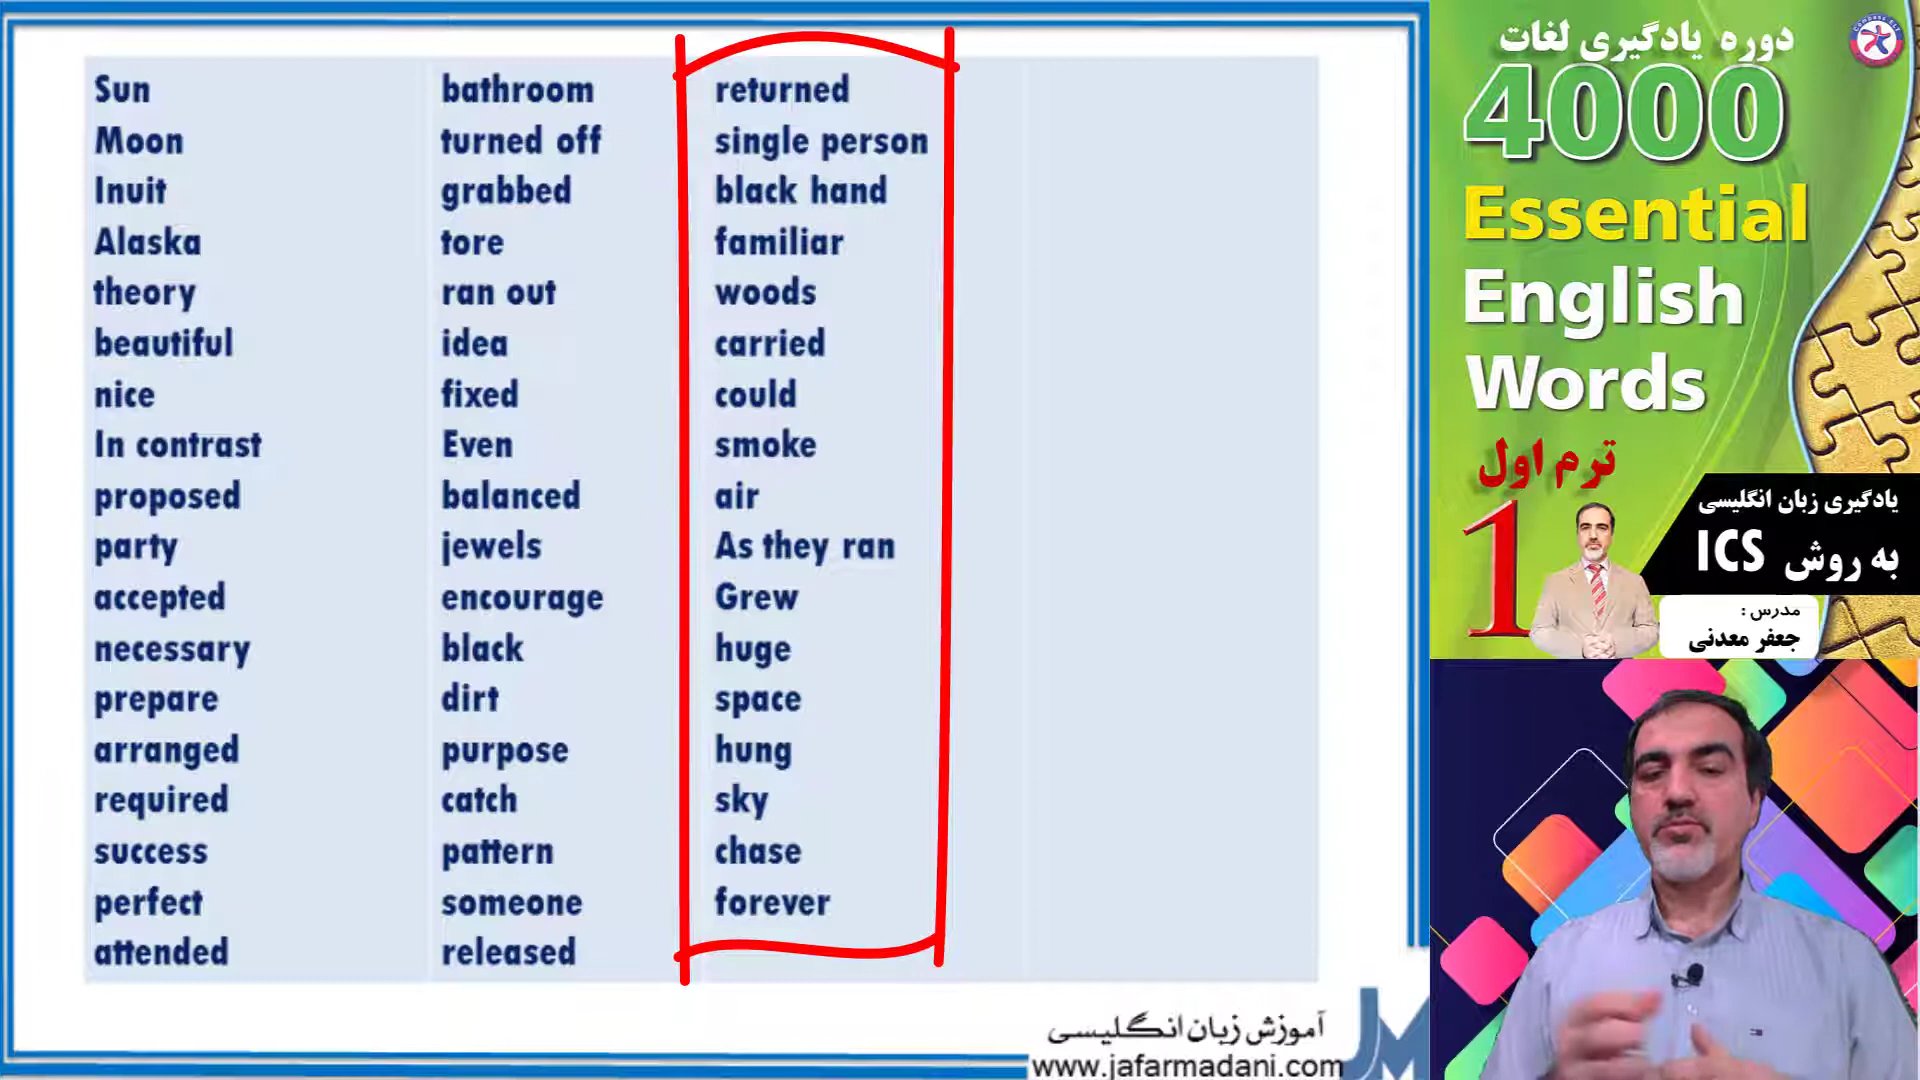 Sun
Moon
Inuit
Alaska
theory
beautiful
nice
In contrast
proposed
party
accepted
necessary
prepare
arranged
required
success
perfect
attended
bathroom
turned off
grabbed
tore
ran out
idea
fixed
Even
balanced
jewels
encourage
black
dirt
purpose
catch
pattern
someone
released
returned
single person
black hand
familiar
woods
carried
could
smoke
air
As they ran
Grew
huge
space
hung
sky
chase
forever
آموزش زبان انگلیسی
www.jafarmadani.com
JM
دوره یادگیری لغات
4000
Essential
English
Words
ترم اول
1
یادگیری زبان انگلیسی
به روش ICS
مدرس :
جعفر معدنی